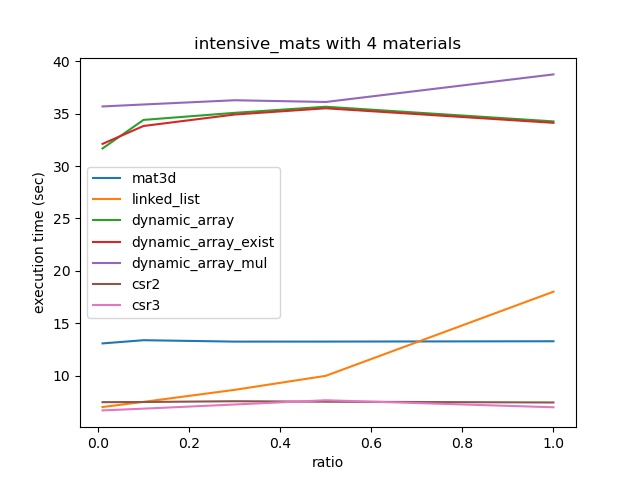 intensive_mats with 4 materials
execution time (sec)
40
35
30
25
20
15
10
mat3d
linked_list
dynamic_array
dynamic_array_exist
dynamic_array_mul
csr2
csr3
0.0 0.2 0.4 0.6 0.8 1.0
ratio